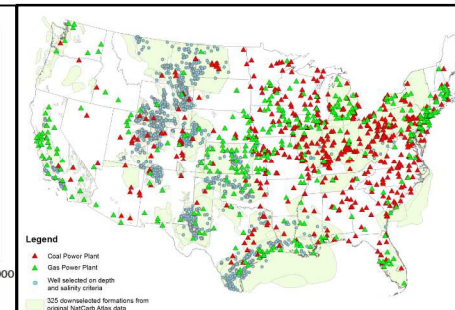 000
Legend
Coal Power Plant
Gas Power Plant
Well selected on depth
and salinity criteria
325 downselected formations from
original NatCarb Atlas data